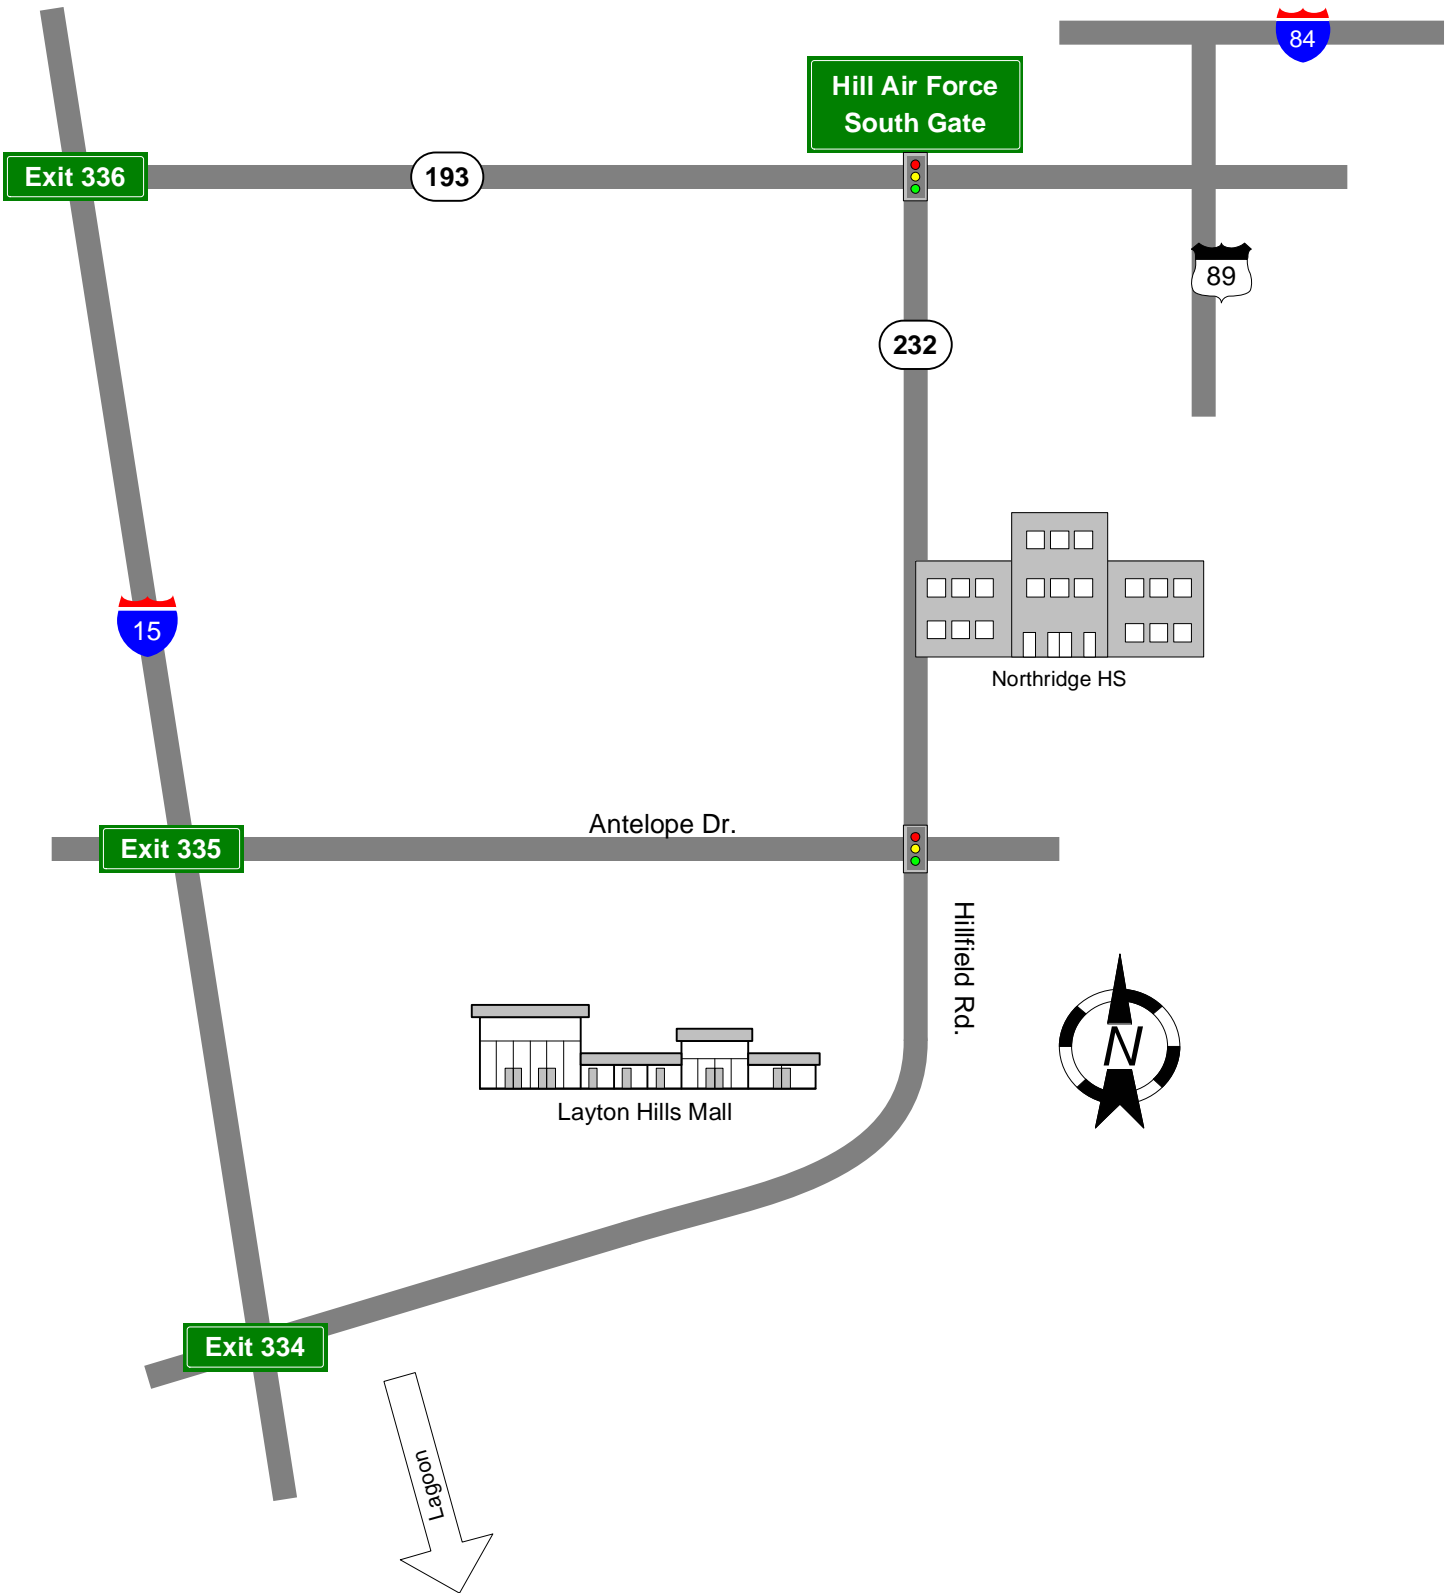 84
Hill Air Force
South Gate
Exit 336
193
89
232
15
Northridge HS
Antelope Dr.
Exit 335
Hillfield Rd.
N
Layton Hills Mall
Exit 334
Lagoon